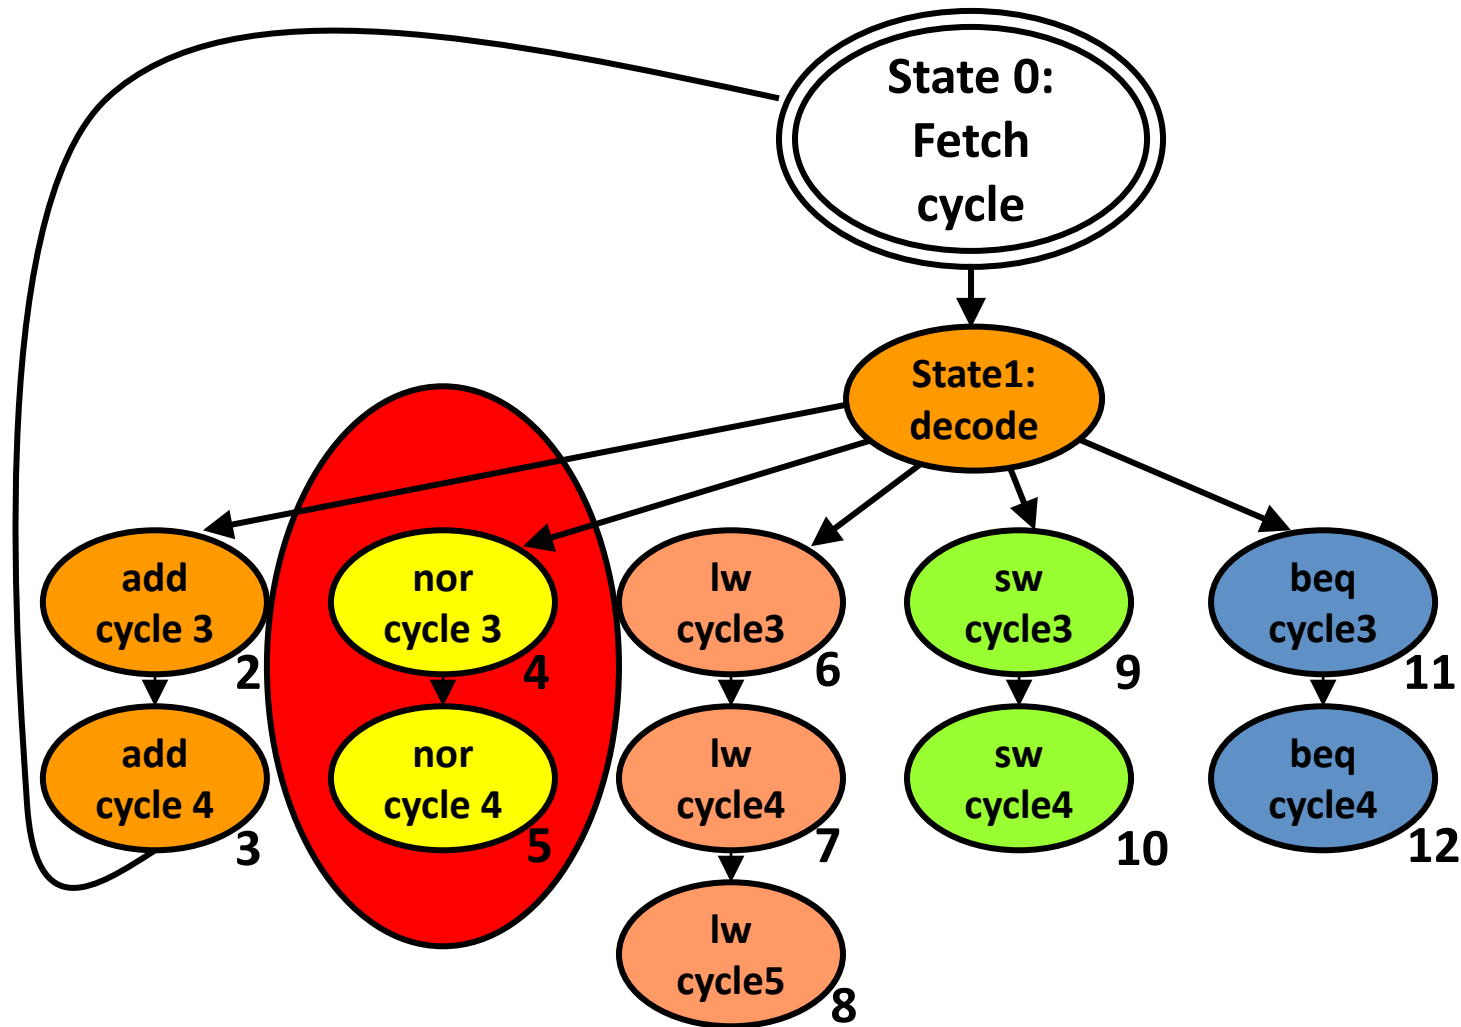 State 0:
Fetch
cycle
State1:
decode
add
cycle 3
2
nor
cycle 3
4
lw
cycle3
6
sw
cycle3
9
beq
cycle3
11
add
cycle 4
3
nor
cycle 4
5
lw
cycle4
7
sw
cycle4
10
beq
cycle4
12
lw
cycle5
8